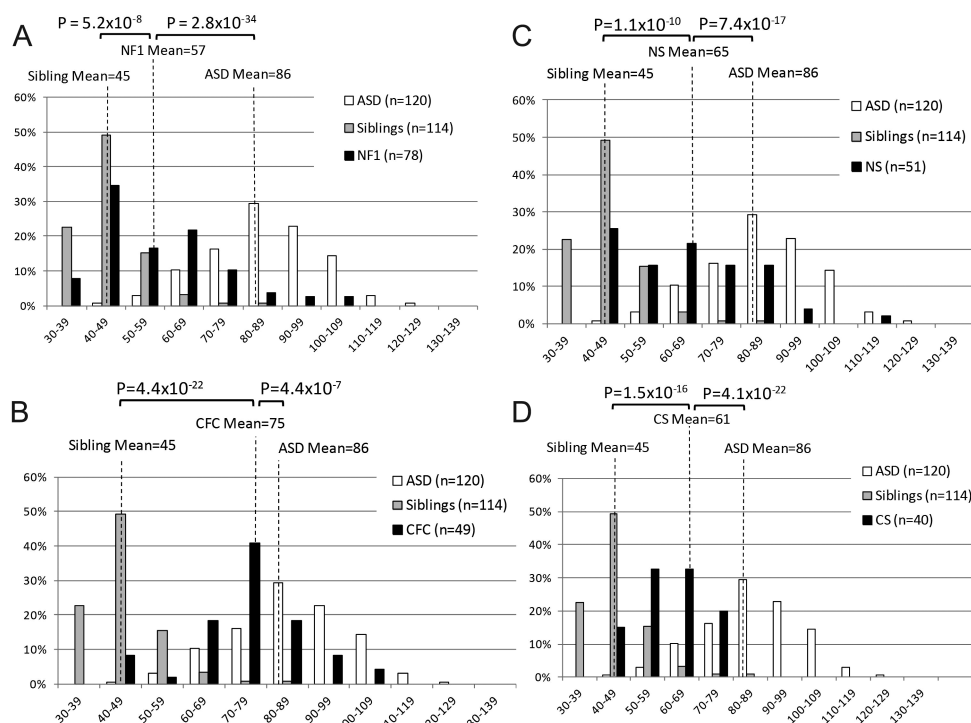 A
P = 5.2x10-8
P = 2.8x10-34
NF1 Mean=57
Sibling Mean=45
ASD Mean=86
60%
50%
40%
30%
20%
10%
0%
ASD (n=120)
Siblings (n=114)
NF1 (n=78)
30-39
40-49
50-59
60-69
70-79
80-89
90-99
100-109
110-119
120-129
130-139
C
P=1.1x10-10
P=7.4x10-17
NS Mean=65
Sibling Mean=45
ASD Mean=86
60%
50%
40%
30%
20%
10%
0%
ASD (n=120)
Siblings (n=114)
NS (n=51)
30-39
40-49
50-59
60-69
70-79
80-89
90-99
100-109
110-119
120-129
130-139
B
P=4.4x10-22
P=4.4x10-7
CFC Mean=75
Sibling Mean=45
ASD Mean=86
60%
50%
40%
30%
20%
10%
0%
ASD (n=120)
Siblings (n=114)
CFC (n=49)
30-39
40-49
50-59
60-69
70-79
80-89
90-99
100-109
110-119
120-129
130-139
D
P=1.5x10-16
P=4.1x10-22
CS Mean=61
Sibling Mean=45
ASD Mean=86
60%
50%
40%
30%
20%
10%
0%
ASD (n=120)
Siblings (n=114)
CS (n=40)
30-39
40-49
50-59
60-69
70-79
80-89
90-99
100-109
110-119
120-129
130-139